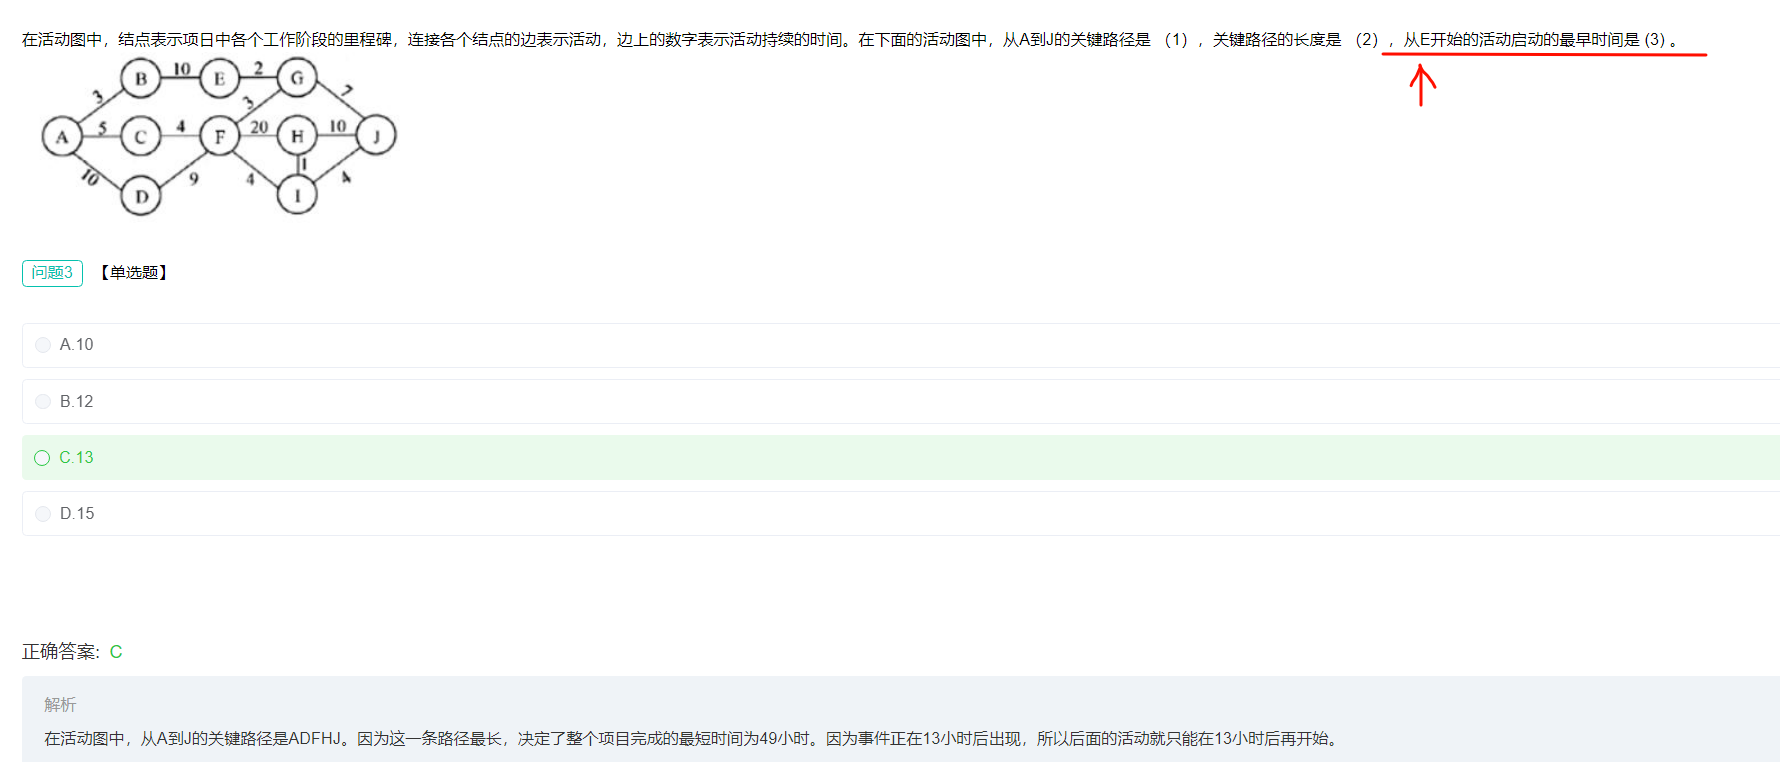 在活动图中，结点表示项日中各个工作阶段的里程碑，连接各个结点的边表示活动，边上的数字表示活动持续的时间。在下面的活动图中，从A到J的关键路径是 （1），关键路径的长度是 （2），从E开始的活动启动的最早时间是 (3) 。
B 10 E 2 G
3 3 7
A 5 C 4 F 20 H 10 J
10 9 4 1 4
D I
问题3 【单选题】
A.10
B.12
C.13
D.15
正确答案: C
解析
在活动图中，从A到J的关键路径是ADFHJ。因为这一条路径最长，决定了整个项目完成的最短时间为49小时。因为事件正在13小时后出现，所以后面的活动就只能在13小时后再开始。